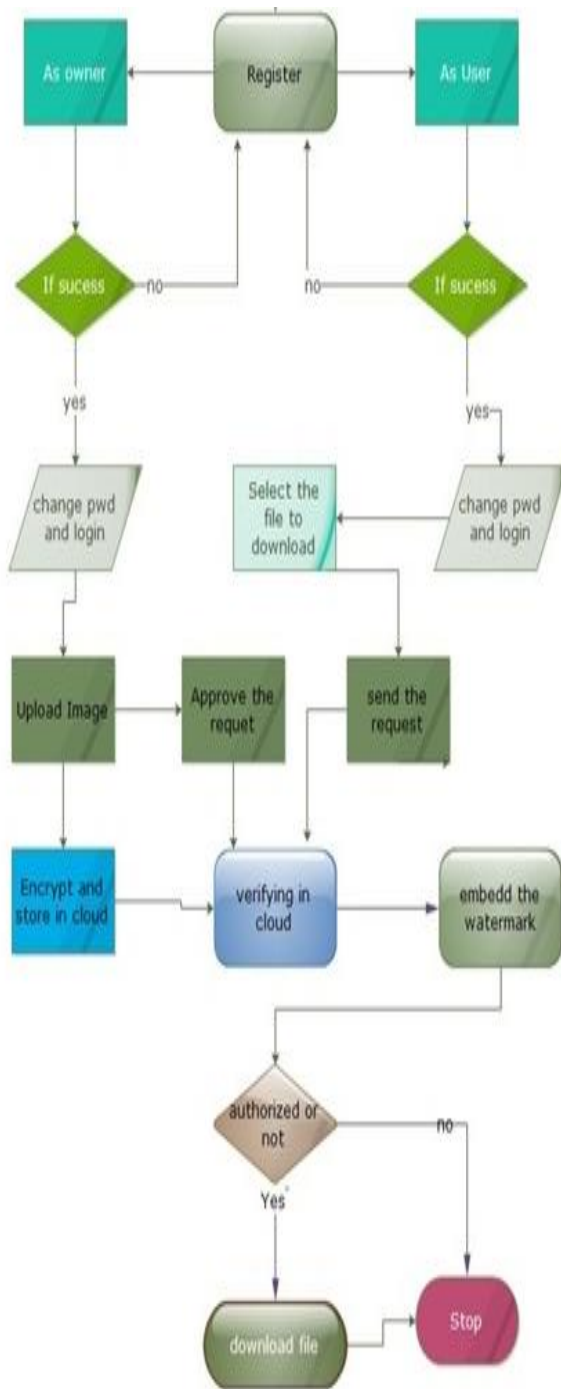 As owner
Register
As User
If sucess
no
no
If sucess
yes
yes
change pwd
and login
Select the
file to
download
change pwd
and login
Upload Image
Approve the
requet
send the
request
Encrypt and
store in cloud
verifying in
cloud
embedd the
watermark
authorized or
not
no
Yes
download file
Stop